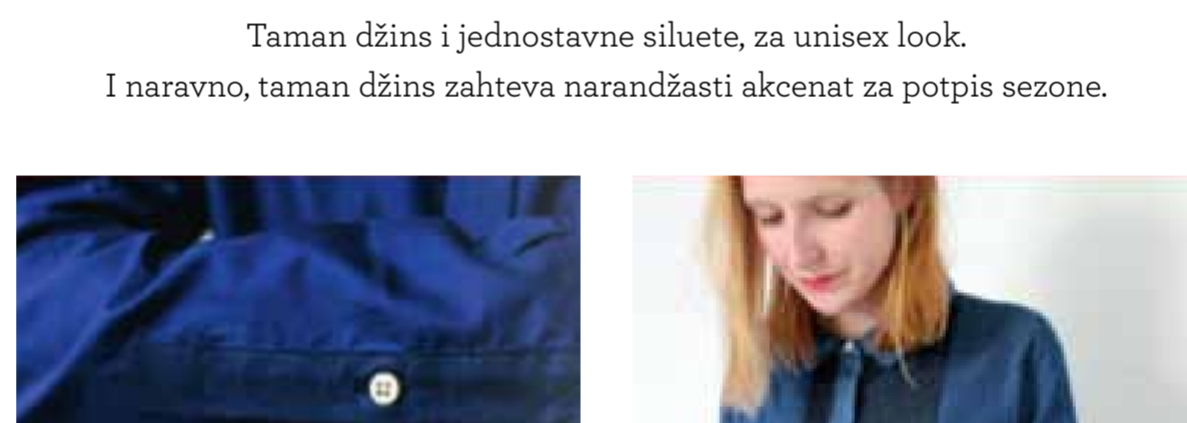 Taman džins i jednostavne siluete, za unisex look.
I naravno, taman džins zahteva narandžasti akcenat za potpis sezone.